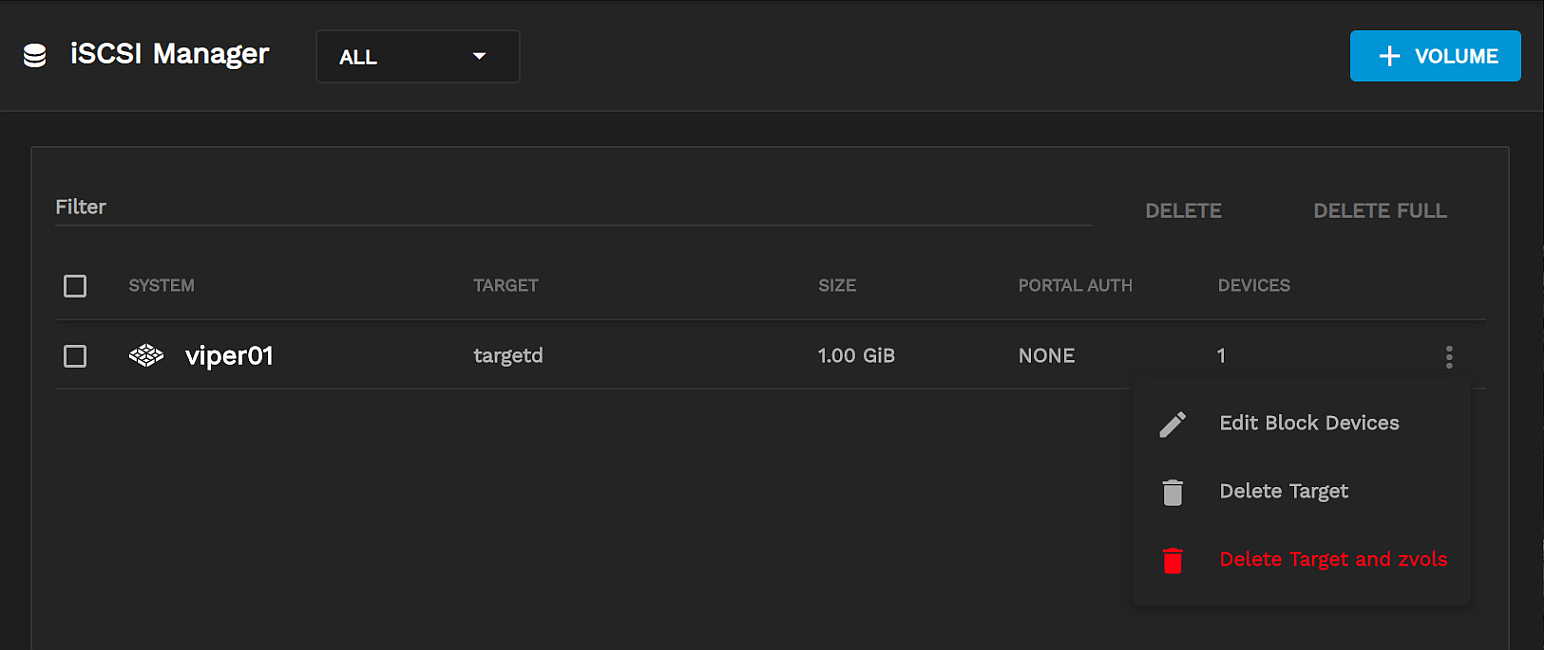 iSCSI Manager ALL VOLUME
Filter DELETE DELETE FULL
SYSTEM TARGET SIZE PORTAL AUTH DEVICES
viper01 targetd 1.00 GiB NONE 1
Edit Block Devices
Delete Target
Delete Target and zvols